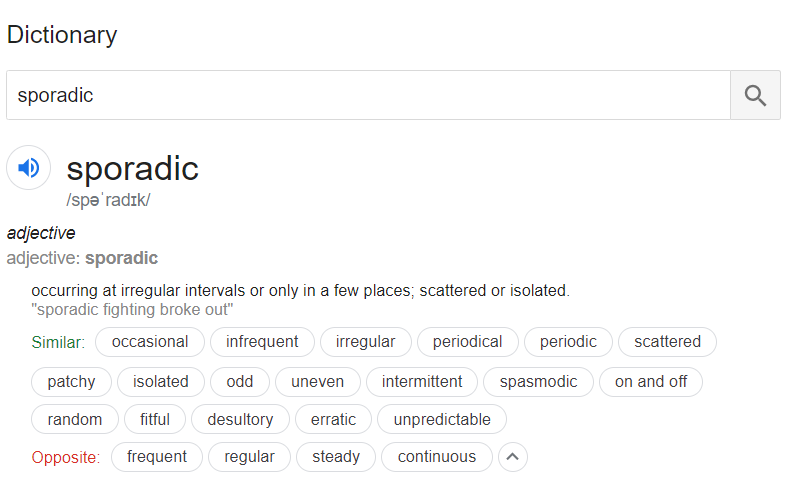 Dictionary
sporadic
sporadic
/spəˈradɪk/
adjective
adjective: sporadic
occurring at irregular intervals or only in a few places; scattered or isolated.
"sporadic fighting broke out"
Similar: occasional infrequent irregular periodical periodic scattered
patchy isolated odd uneven intermittent spasmodic on and off
random fitful desultory erratic unpredictable
Opposite: frequent regular steady continuous